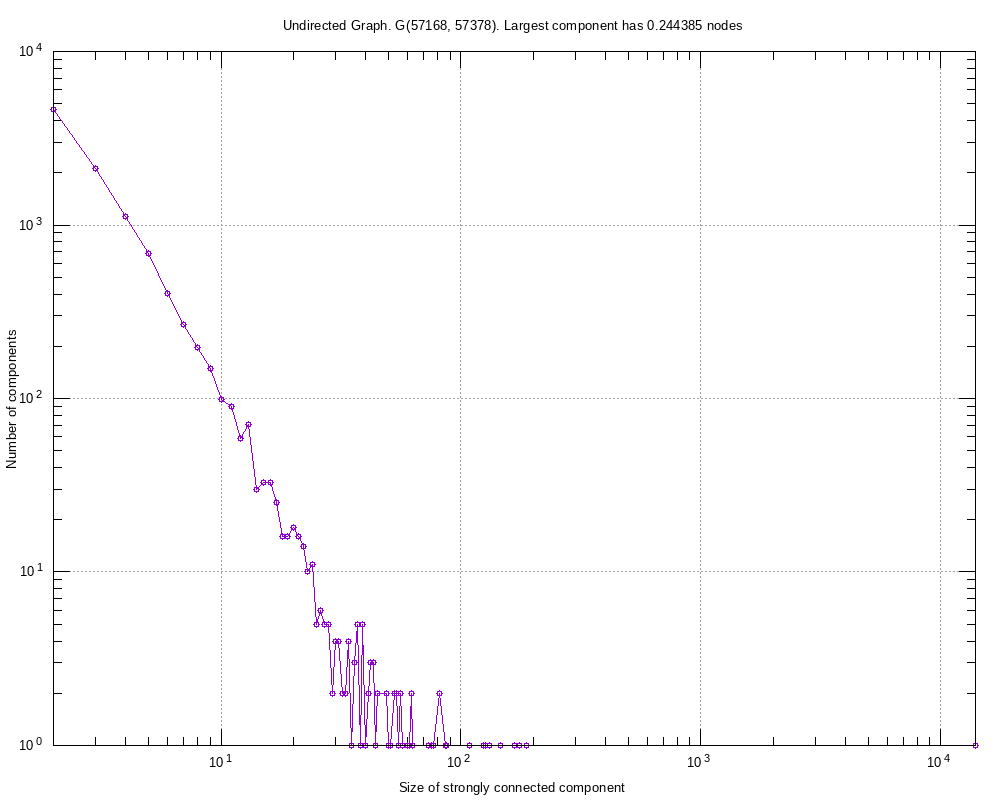 Undirected Graph. G(57168, 57378). Largest component has 0.244385 nodes
10^4
10^3
10^2
10^1
10^0
Number of components
10^1 10^2 10^3 10^4
Size of strongly connected component